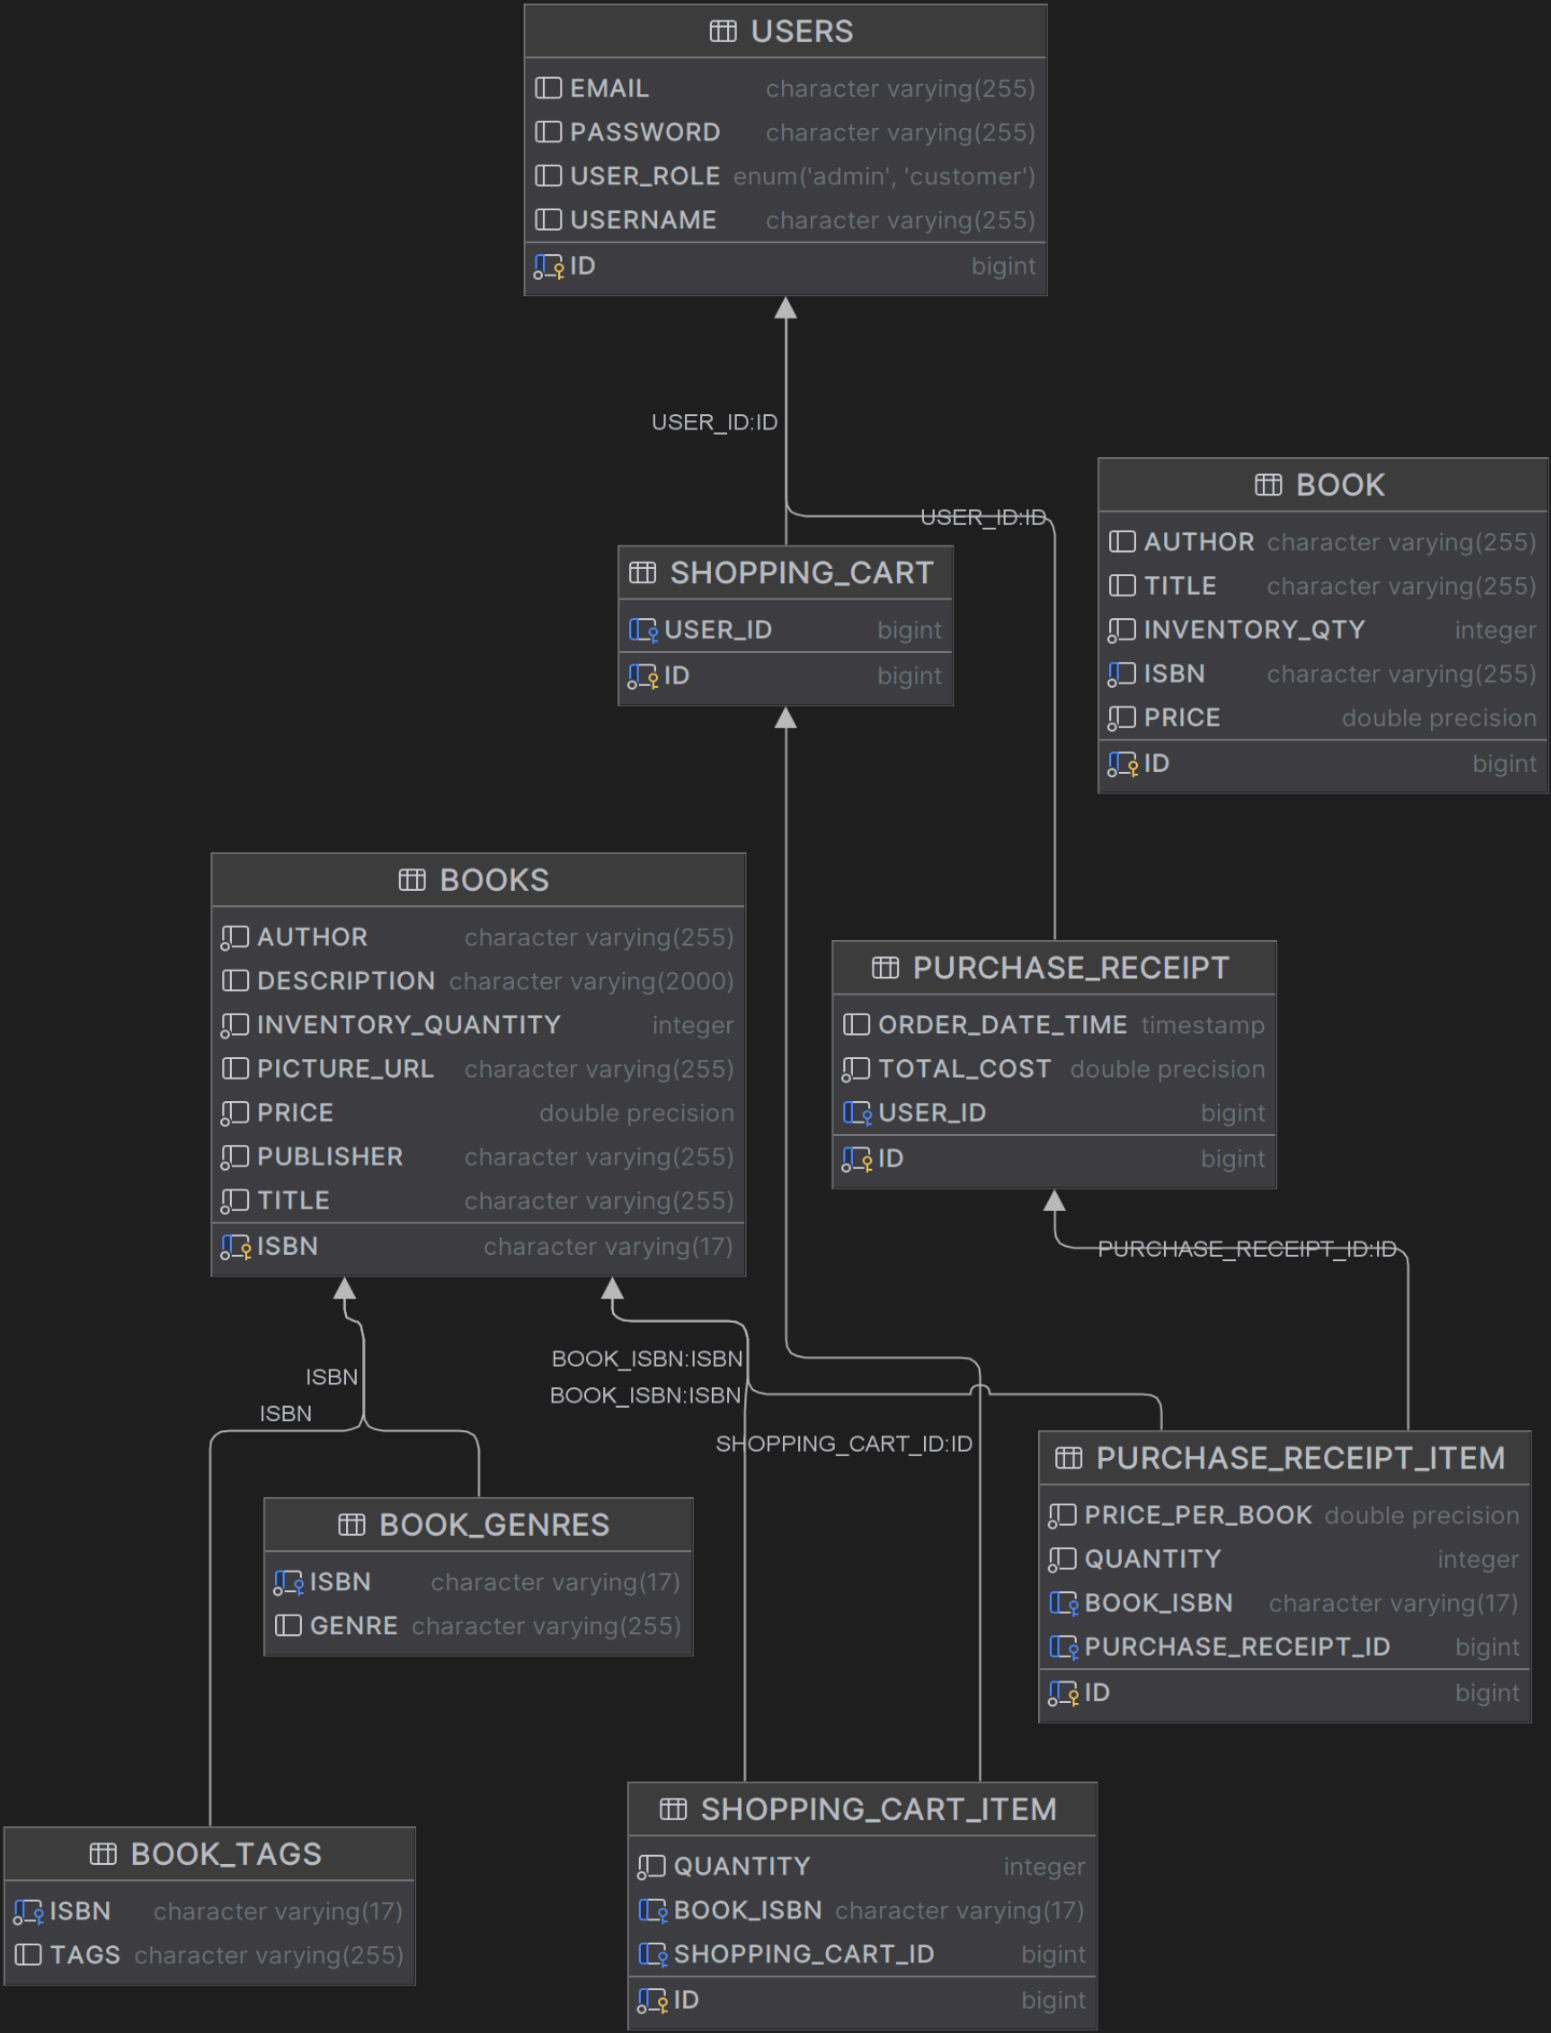 USERS
EMAIL character varying(255)
PASSWORD character varying(255)
USER_ROLE enum('admin', 'customer')
USERNAME character varying(255)
ID bigint
USER_ID:ID
USER_ID:ID
BOOK
AUTHOR character varying(255)
TITLE character varying(255)
INVENTORY_QTY integer
ISBN character varying(255)
PRICE double precision
ID bigint
SHOPPING_CART
USER_ID bigint
ID bigint
BOOKS
AUTHOR character varying(255)
DESCRIPTION character varying(2000)
INVENTORY_QUANTITY integer
PICTURE_URL character varying(255)
PRICE double precision
PUBLISHER character varying(255)
TITLE character varying(255)
ISBN character varying(17)
PURCHASE_RECEIPT
ORDER_DATE_TIME timestamp
TOTAL_COST double precision
USER_ID bigint
ID bigint
PURCHASE_RECEIPT_ID:ID
BOOK_ISBN:ISBN
ISBN
BOOK_ISBN:ISBN
ISBN
SHOPPING_CART_ID:ID
PURCHASE_RECEIPT_ITEM
PRICE_PER_BOOK double precision
QUANTITY integer
BOOK_ISBN character varying(17)
PURCHASE_RECEIPT_ID bigint
ID bigint
BOOK_GENRES
ISBN character varying(17)
GENRE character varying(255)
SHOPPING_CART_ITEM
QUANTITY integer
BOOK_ISBN character varying(17)
SHOPPING_CART_ID bigint
ID bigint
BOOK_TAGS
ISBN character varying(17)
TAGS character varying(255)